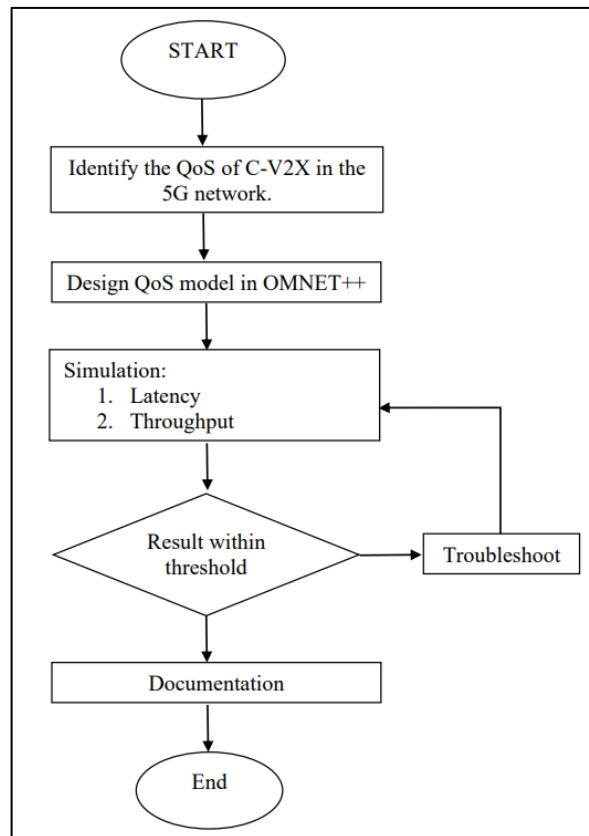 START
Identify the QoS of C-V2X in the
5G network.
Design QoS model in OMNET++
Simulation:
1. Latency
2. Throughput
Result within
threshold
Troubleshoot
Documentation
End